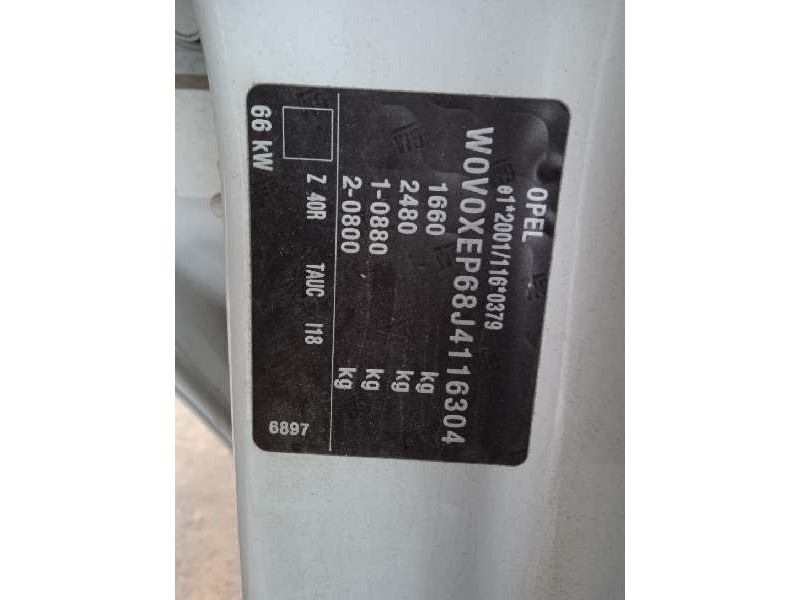 OPEL
e1*2001/116*0379
W0V0XEP68J4116304
1660 kg
2480 kg
1-0880 kg
2-0800 kg
Z 40R TAUC I18
66 kW 6897